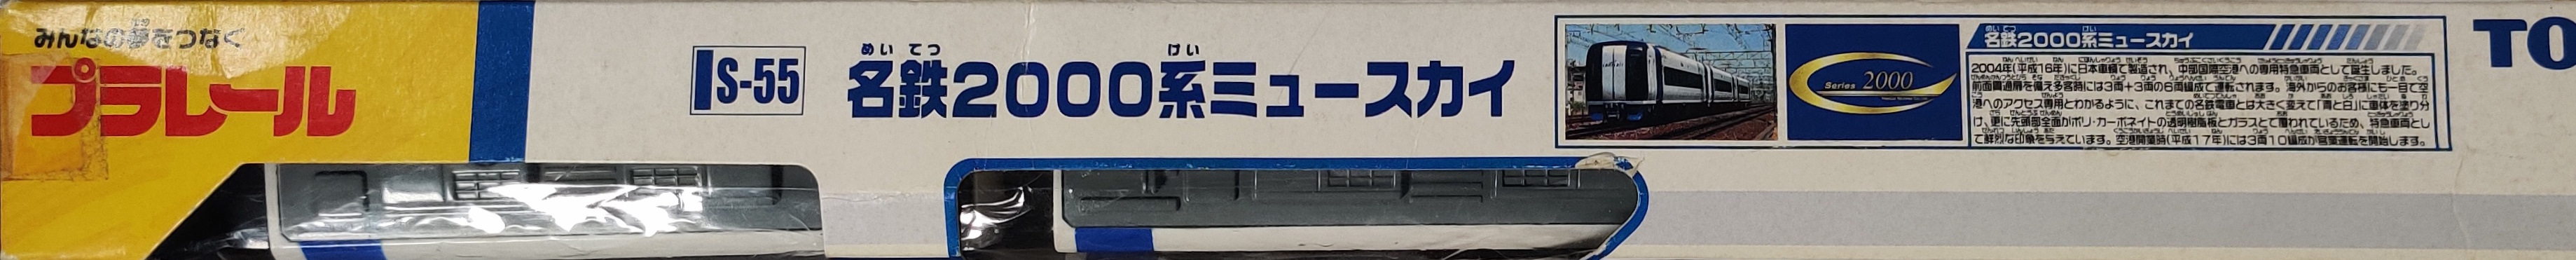 みんなの夢をつなぐ
プラレール
S-55
名鉄2000系ミュースカイ
Series 2000
名鉄2000系ミュースカイ
2004年(平成16年)に日本車輌で製造され、中部国際空港への専用特急車両として誕生しました。
前面貫通扉を備え多客時には3両+3両の6両編成で運転されます。海外からのお客様にも一目で空
港へのアクセス専用とわかるように、これまでの名鉄電車とは大きく変えて「青と白」に車体を塗り分
け、更に先頭部全面がポリ・カーボネイトの透明樹脂板とガラスとで覆われているため、特急車両とし
て鮮烈な印象を与えています。空港開業時(平成17年)には3両10編成が営業運転を開始します。
TO